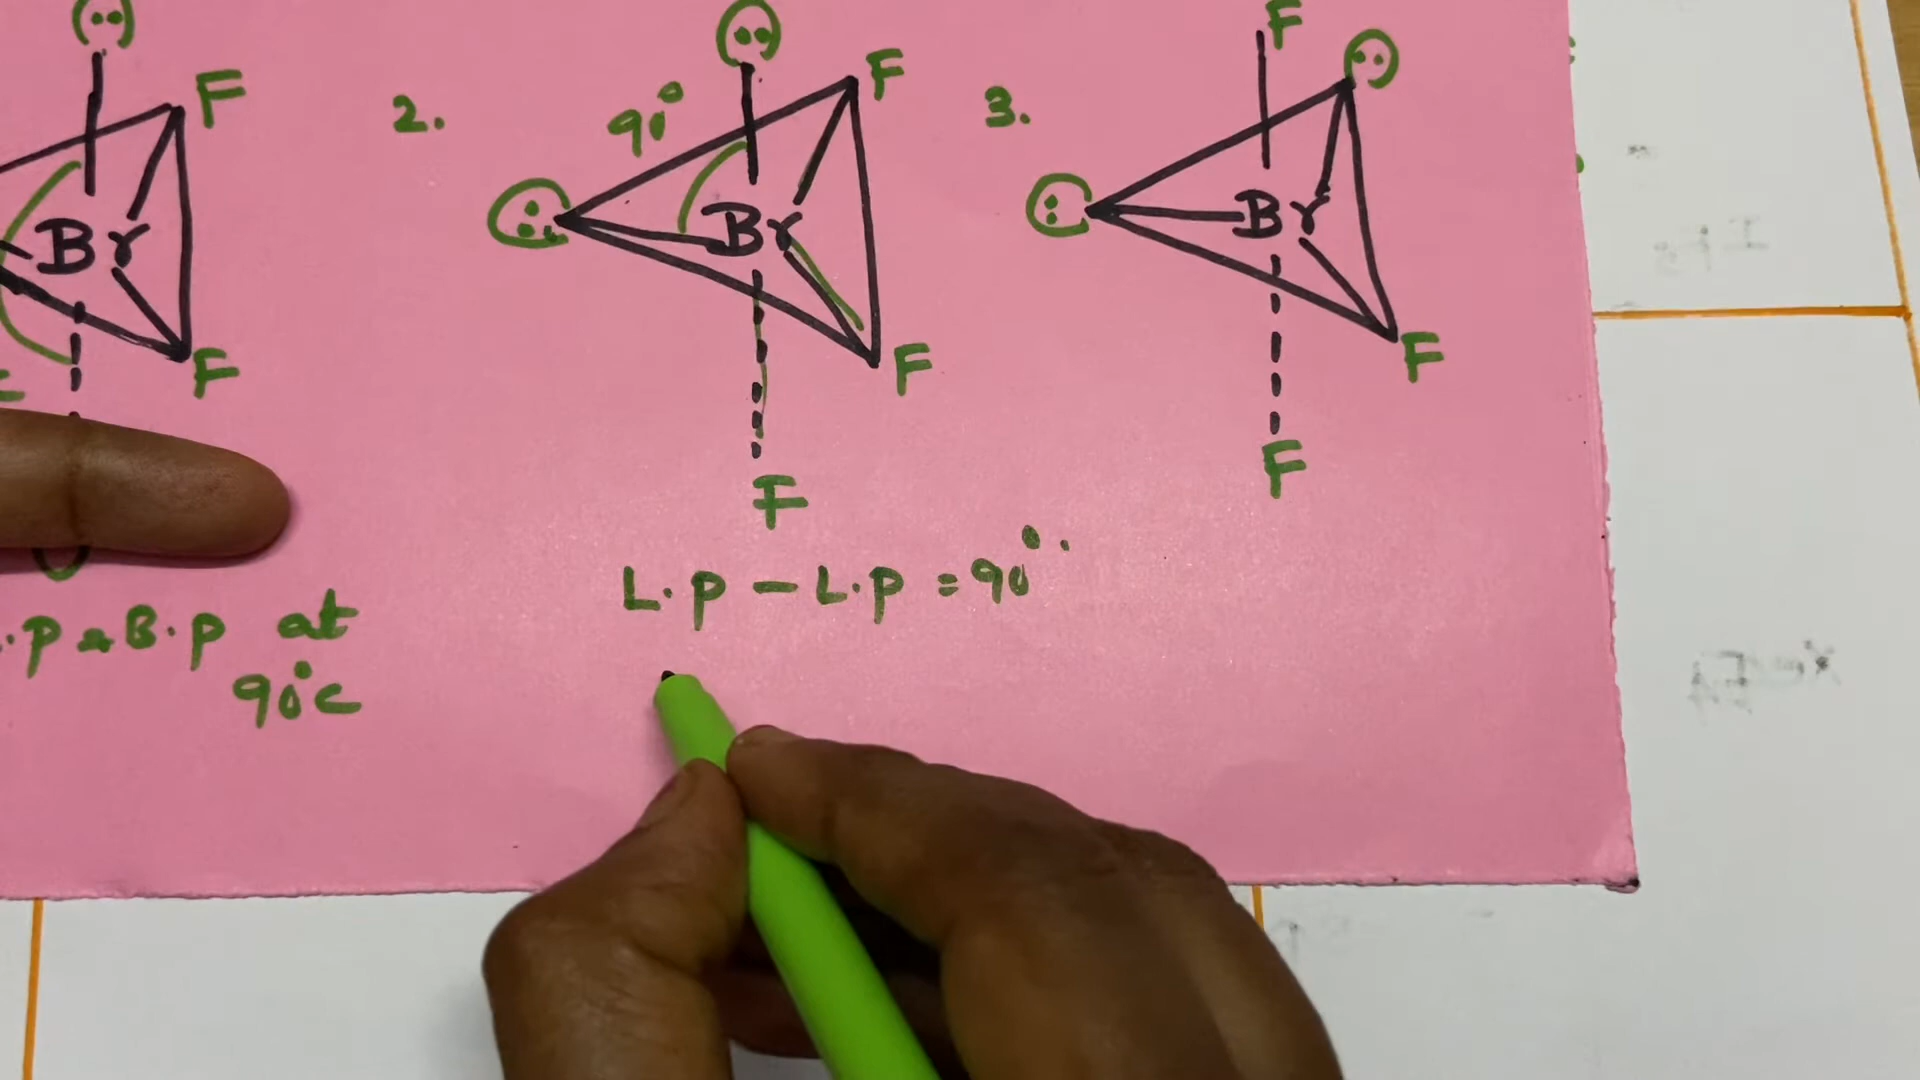 F
F
Br
F
2.
90°
F
Br
F
F
L.p – L.p = 90°.
3.
F
Br
F
F
.p & B.p at
90°C